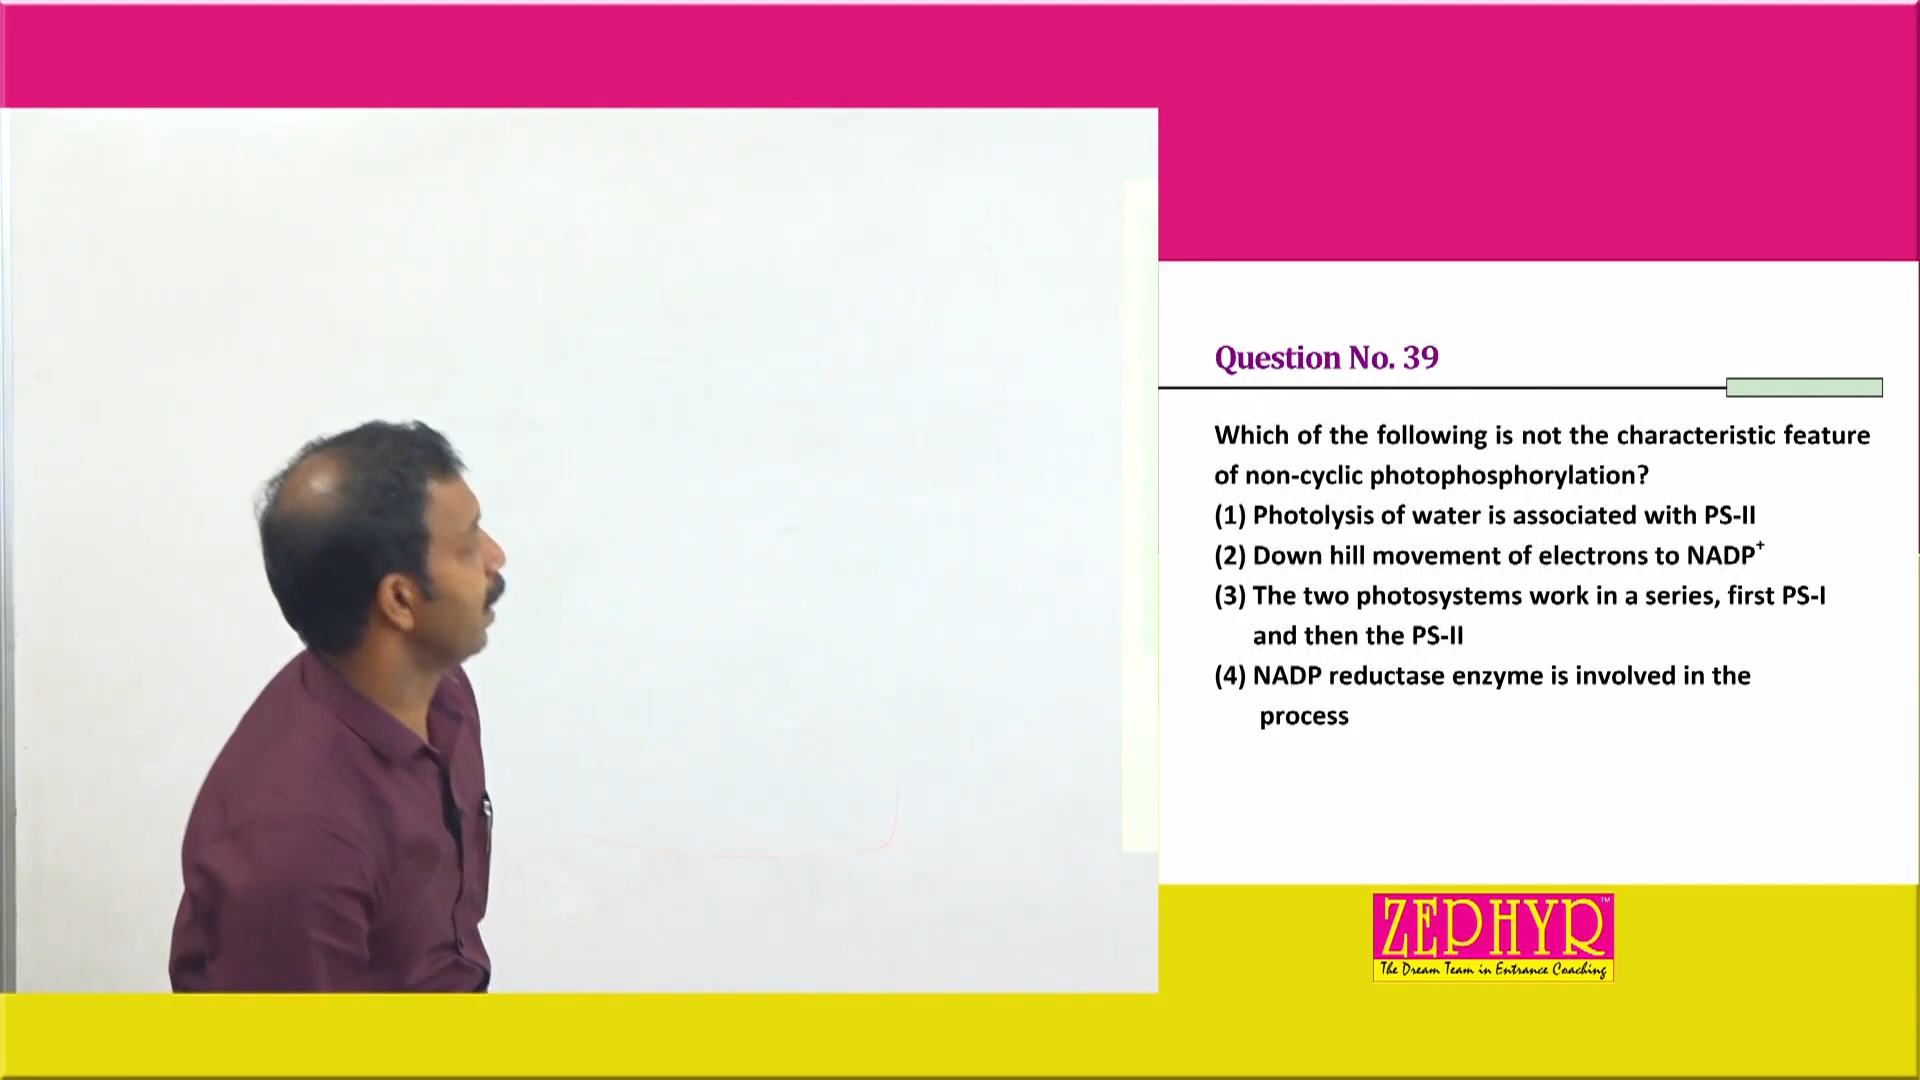 Question No. 39
Which of the following is not the characteristic feature
of non-cyclic photophosphorylation?
(1) Photolysis of water is associated with PS-II
(2) Down hill movement of electrons to NADP⁺
(3) The two photosystems work in a series, first PS-I
and then the PS-II
(4) NADP reductase enzyme is involved in the
process
ZEPHYR™
The Dream Team in Entrance Coaching